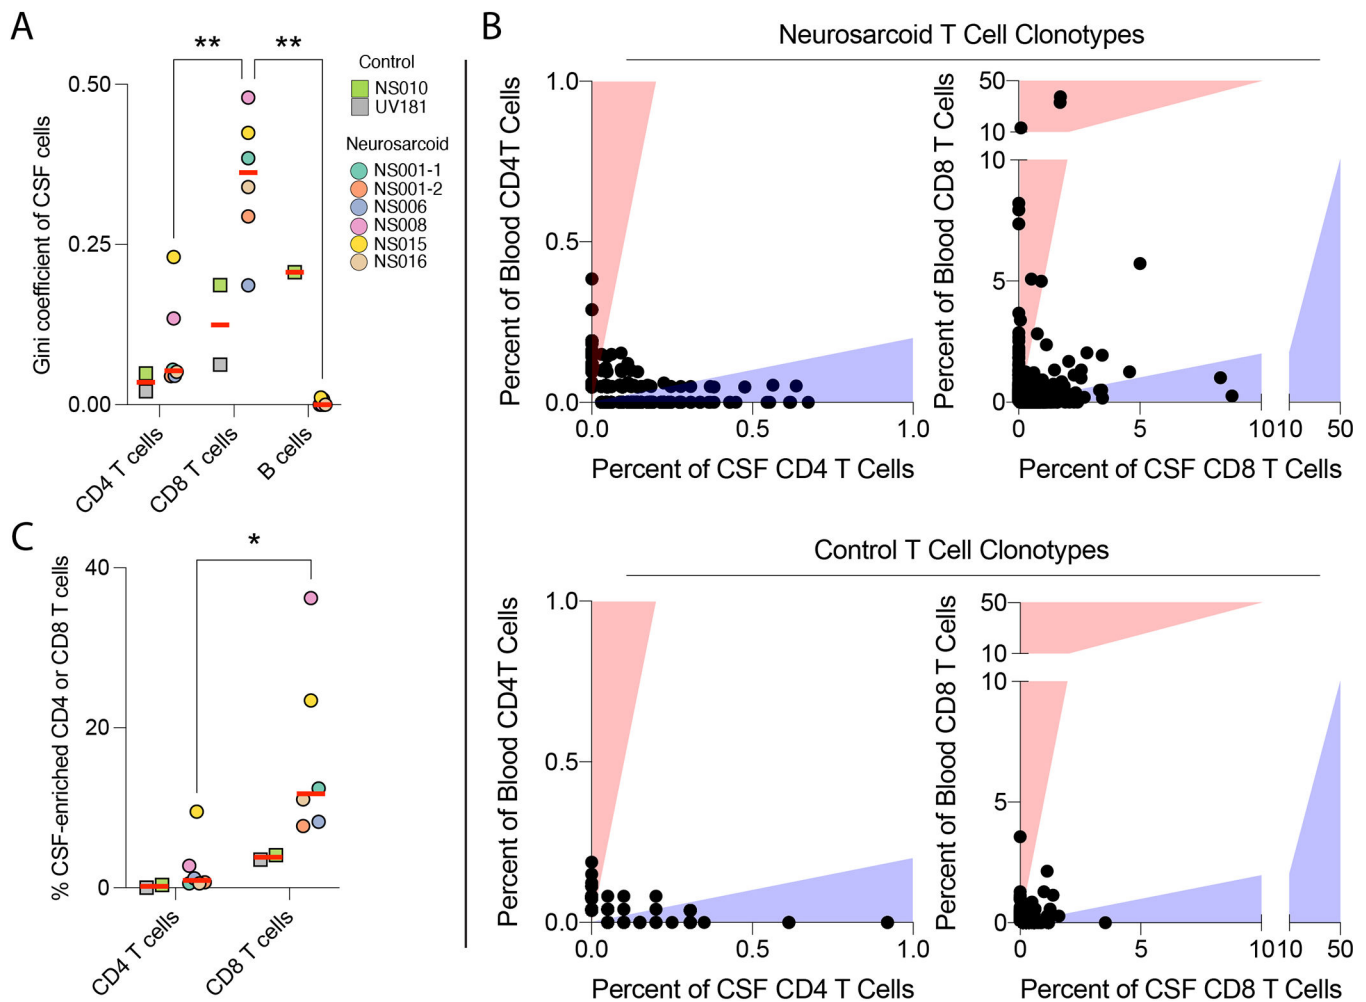 A
**
**
Gini coefficient of CSF cells
0.50
0.25
0.00
CD4 T cells
CD8 T cells
B cells
Control
NS010
UV181
Neurosarcoid
NS001-1
NS001-2
NS006
NS008
NS015
NS016
B
Neurosarcoid T Cell Clonotypes
Percent of Blood CD4T Cells
1.0
0.5
0.0
0.0
0.5
1.0
Percent of CSF CD4 T Cells
Percent of Blood CD8 T Cells
50
10
10
5
0
0
5
10
10
50
Percent of CSF CD8 T Cells
Control T Cell Clonotypes
Percent of Blood CD4T Cells
1.0
0.5
0.0
0.0
0.5
1.0
Percent of CSF CD4 T Cells
Percent of Blood CD8 T Cells
50
10
10
5
0
0
5
10
10
50
Percent of CSF CD8 T Cells
C
*
% CSF-enriched CD4 or CD8 T cells
40
20
0
CD4 T cells
CD8 T cells